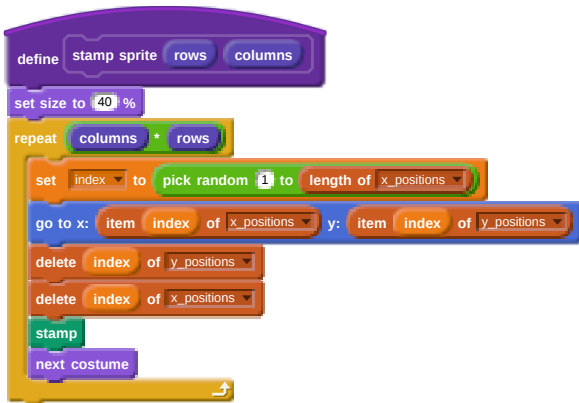 define stamp sprite rows columns
set size to 40 %
repeat columns * rows
set index to pick random 1 to length of x_positions
go to x: item index of x_positions y: item index of y_positions
delete index of y_positions
delete index of x_positions
stamp
next costume